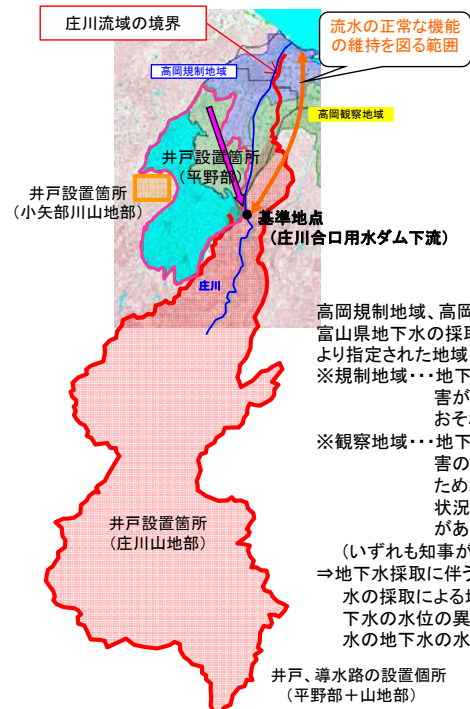 庄川流域の境界
流水の正常な機能
の維持を図る範囲
高岡規制地域
高岡観察地域
井戸設置箇所
(平野部)
井戸設置箇所
(小矢部川山地部)
基準地点
(庄川合口用水ダム下流)
庄川
高岡規制地域、高岡
富山県地下水の採取
より指定された地域
※規制地域・・・地下
害が
おそれ
※観察地域・・・地下
害の
ため
状況
があ
(いずれも知事が
⇒地下水採取に伴う
水の採取による地
下水の水位の異
水の地下水の水
井戸設置箇所
(庄川山地部)
井戸、導水路の設置個所
(平野部+山地部)